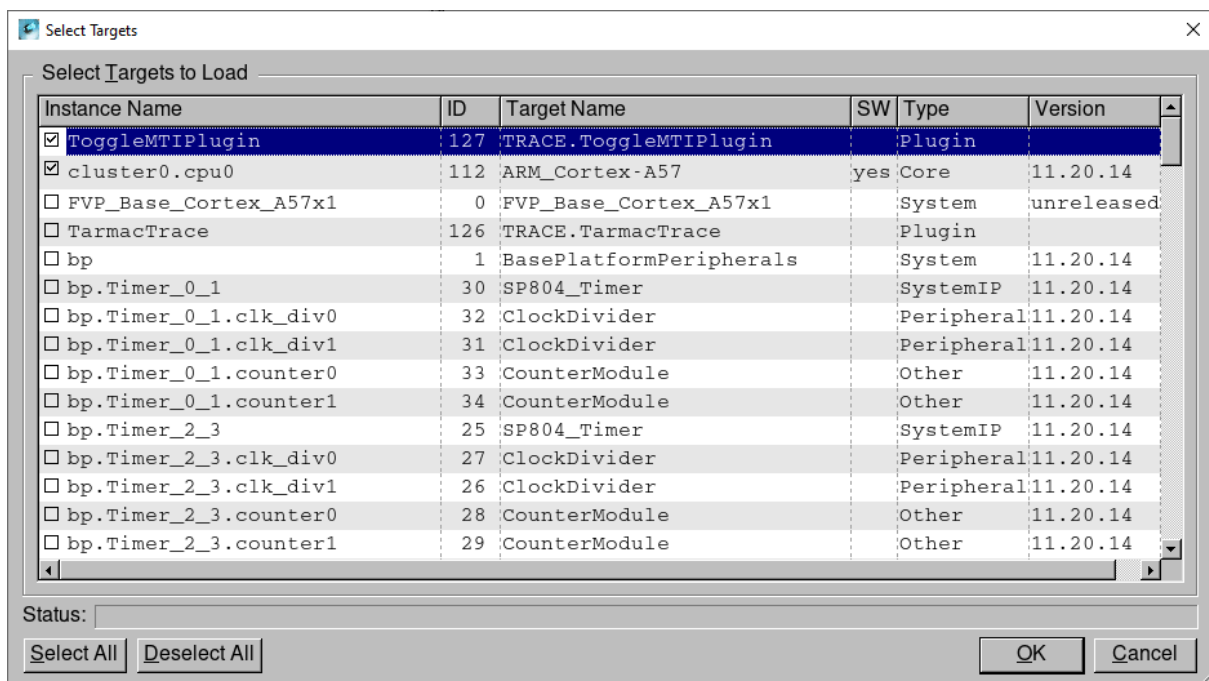 Select Targets
Select Targets to Load
Instance Name ID Target Name SW Type Version
ToggleMTIPlugin 127 TRACE.ToggleMTIPlugin Plugin
cluster0.cpu0 112 ARM_Cortex-A57 yes Core 11.20.14
FVP_Base_Cortex_A57x1 0 FVP_Base_Cortex_A57x1 System unreleased
TarmacTrace 126 TRACE.TarmacTrace Plugin
bp 1 BasePlatformPeripherals System 11.20.14
bp.Timer_0_1 30 SP804_Timer SystemIP 11.20.14
bp.Timer_0_1.clk_div0 32 ClockDivider Peripheral 11.20.14
bp.Timer_0_1.clk_div1 31 ClockDivider Peripheral 11.20.14
bp.Timer_0_1.counter0 33 CounterModule Other 11.20.14
bp.Timer_0_1.counter1 34 CounterModule Other 11.20.14
bp.Timer_2_3 25 SP804_Timer SystemIP 11.20.14
bp.Timer_2_3.clk_div0 27 ClockDivider Peripheral 11.20.14
bp.Timer_2_3.clk_div1 26 ClockDivider Peripheral 11.20.14
bp.Timer_2_3.counter0 28 CounterModule Other 11.20.14
bp.Timer_2_3.counter1 29 CounterModule Other 11.20.14
Status:
Select All Deselect All OK Cancel